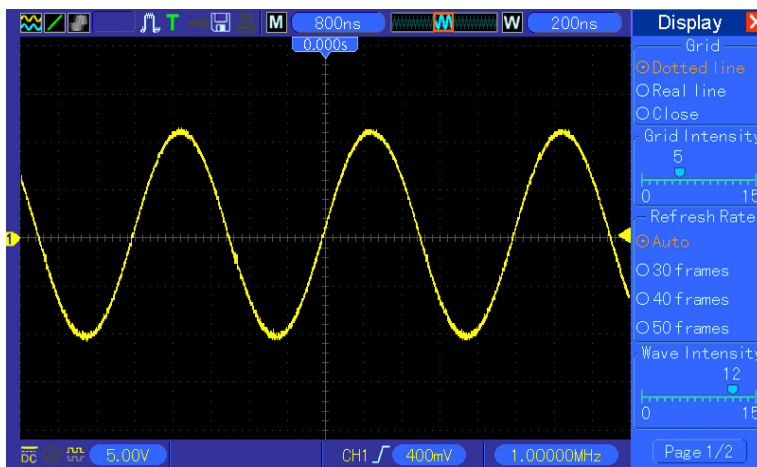 T M 800ns W 200ns Display X
0.000s
Grid
Dotted line
Real line
Close
Grid Intensity
5
0 15
1
Refresh Rate
Auto
30 frames
40 frames
50 frames
Wave Intensity
12
0 15
DC 5.00V CH1 400mV 1.00000MHz Page 1/2